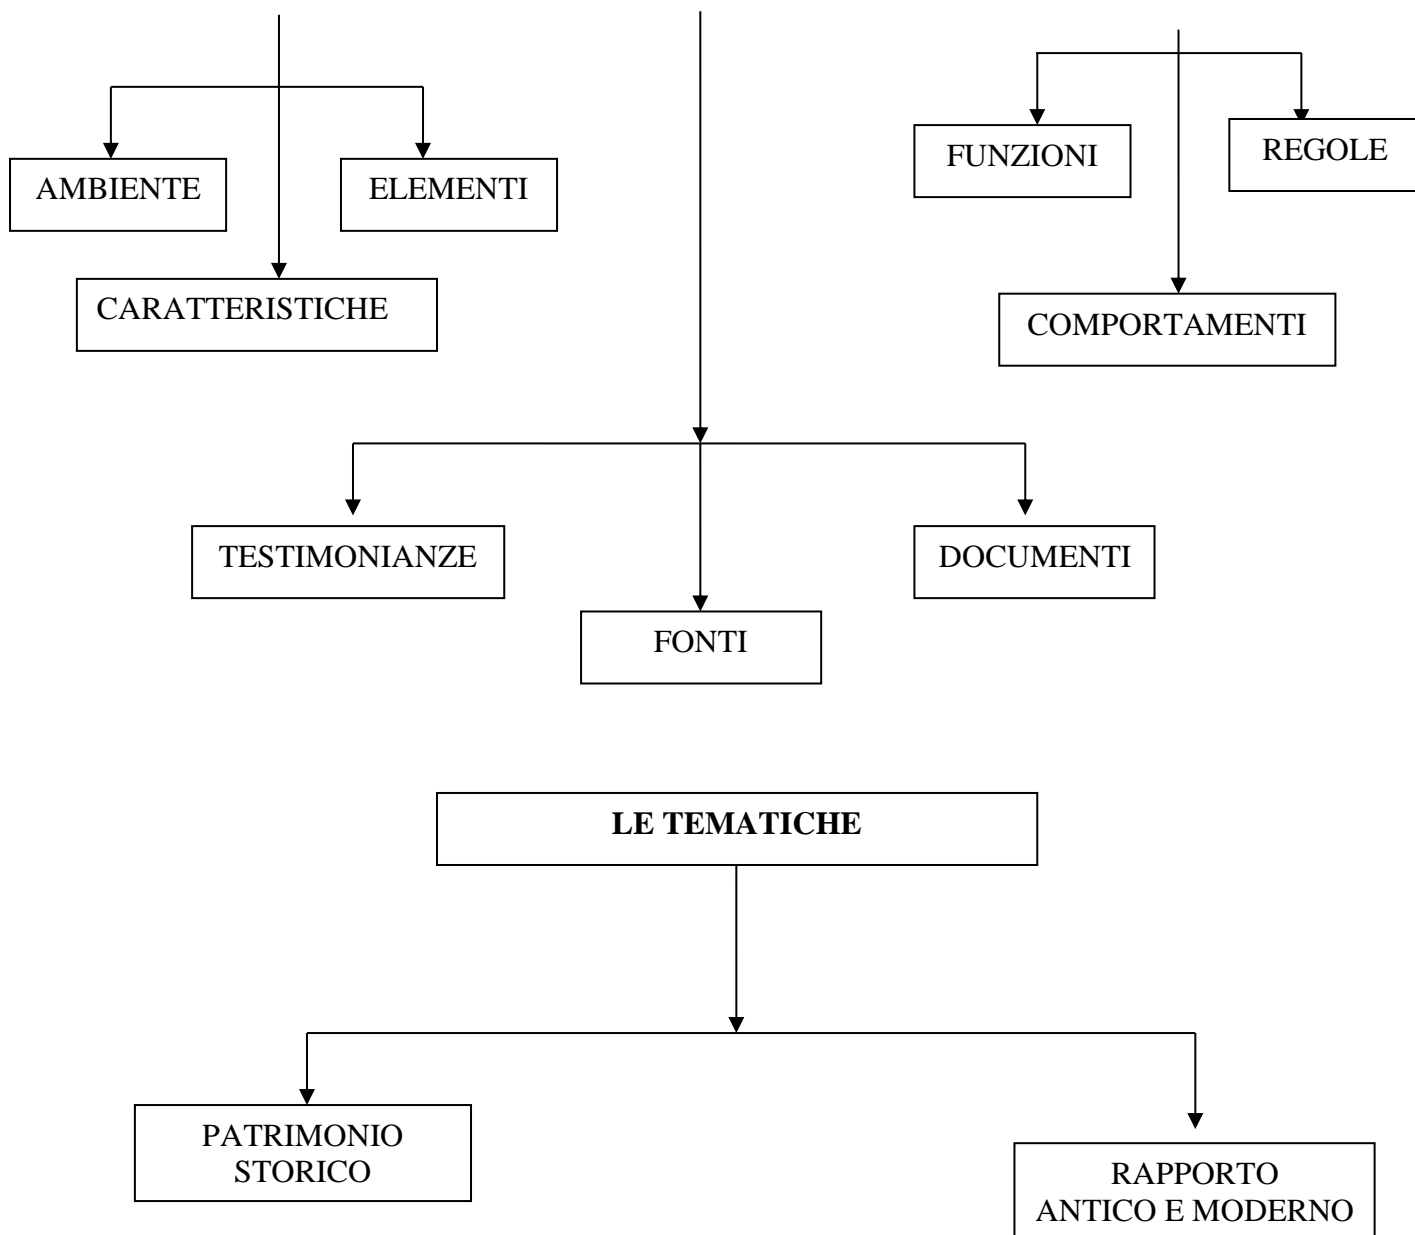 FUNZIONI
REGOLE
AMBIENTE
ELEMENTI
CARATTERISTICHE
COMPORTAMENTI
TESTIMONIANZE
DOCUMENTI
FONTI
LE TEMATICHE
PATRIMONIO
STORICO
RAPPORTO
ANTICO E MODERNO